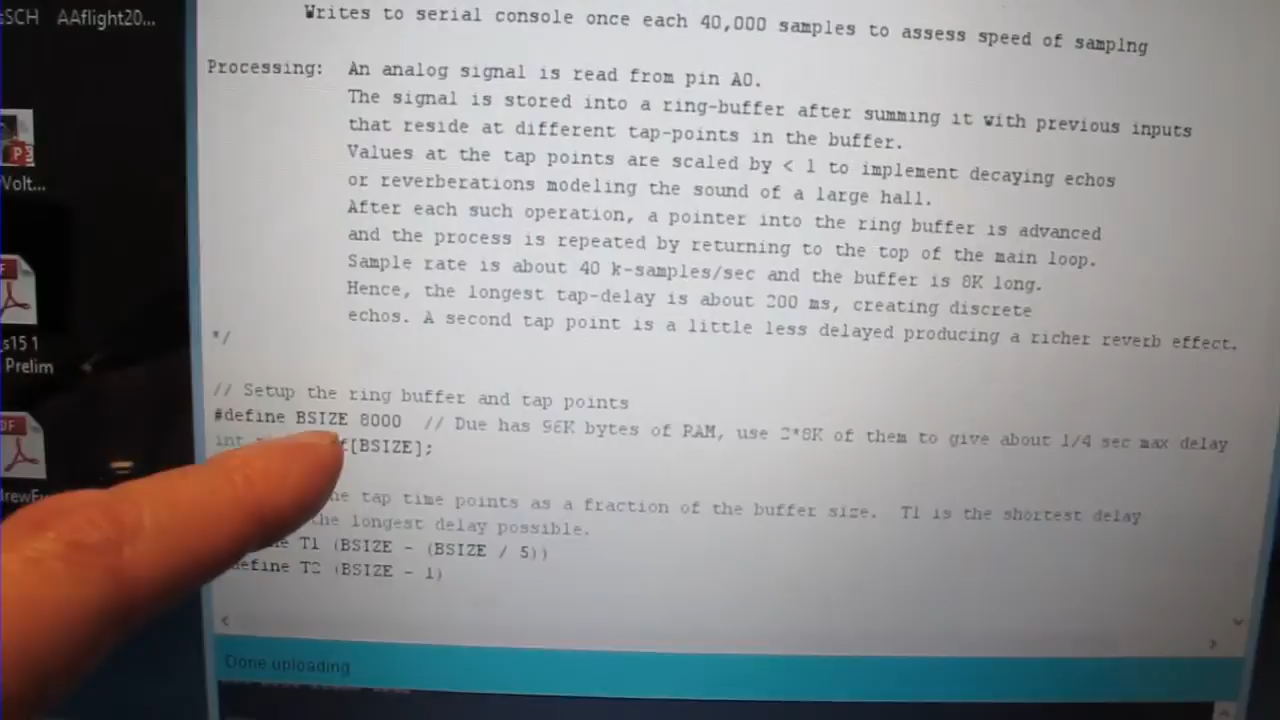 sSCH AAflight20...
Writes to serial console once each 40,000 samples to assess speed of samplng
Processing: An analog signal is read from pin A0.
The signal is stored into a ring-buffer after summing it with previous inputs
that reside at different tap-points in the buffer.
Values at the tap points are scaled by < 1 to implement decaying echos
or reverberations modeling the sound of a large hall.
After each such operation, a pointer into the ring buffer is advanced
and the process is repeated by returning to the top of the main loop.
Sample rate is about 40 k-samples/sec and the buffer is 8K long.
Hence, the longest tap-delay is about 200 ms, creating discrete
echos. A second tap point is a little less delayed producing a richer reverb effect.
*/
// Setup the ring buffer and tap points
#define BSIZE 8000 // Due has 96K bytes of RAM, use 2*8K of them to give about 1/4 sec max delay
int [BSIZE];
he tap time points as a fraction of the buffer size. T1 is the shortest delay
the longest delay possible.
ne T1 (BSIZE - (BSIZE / 5))
define T2 (BSIZE - 1)
Done uploading
Volt...
s15 1
Prelim